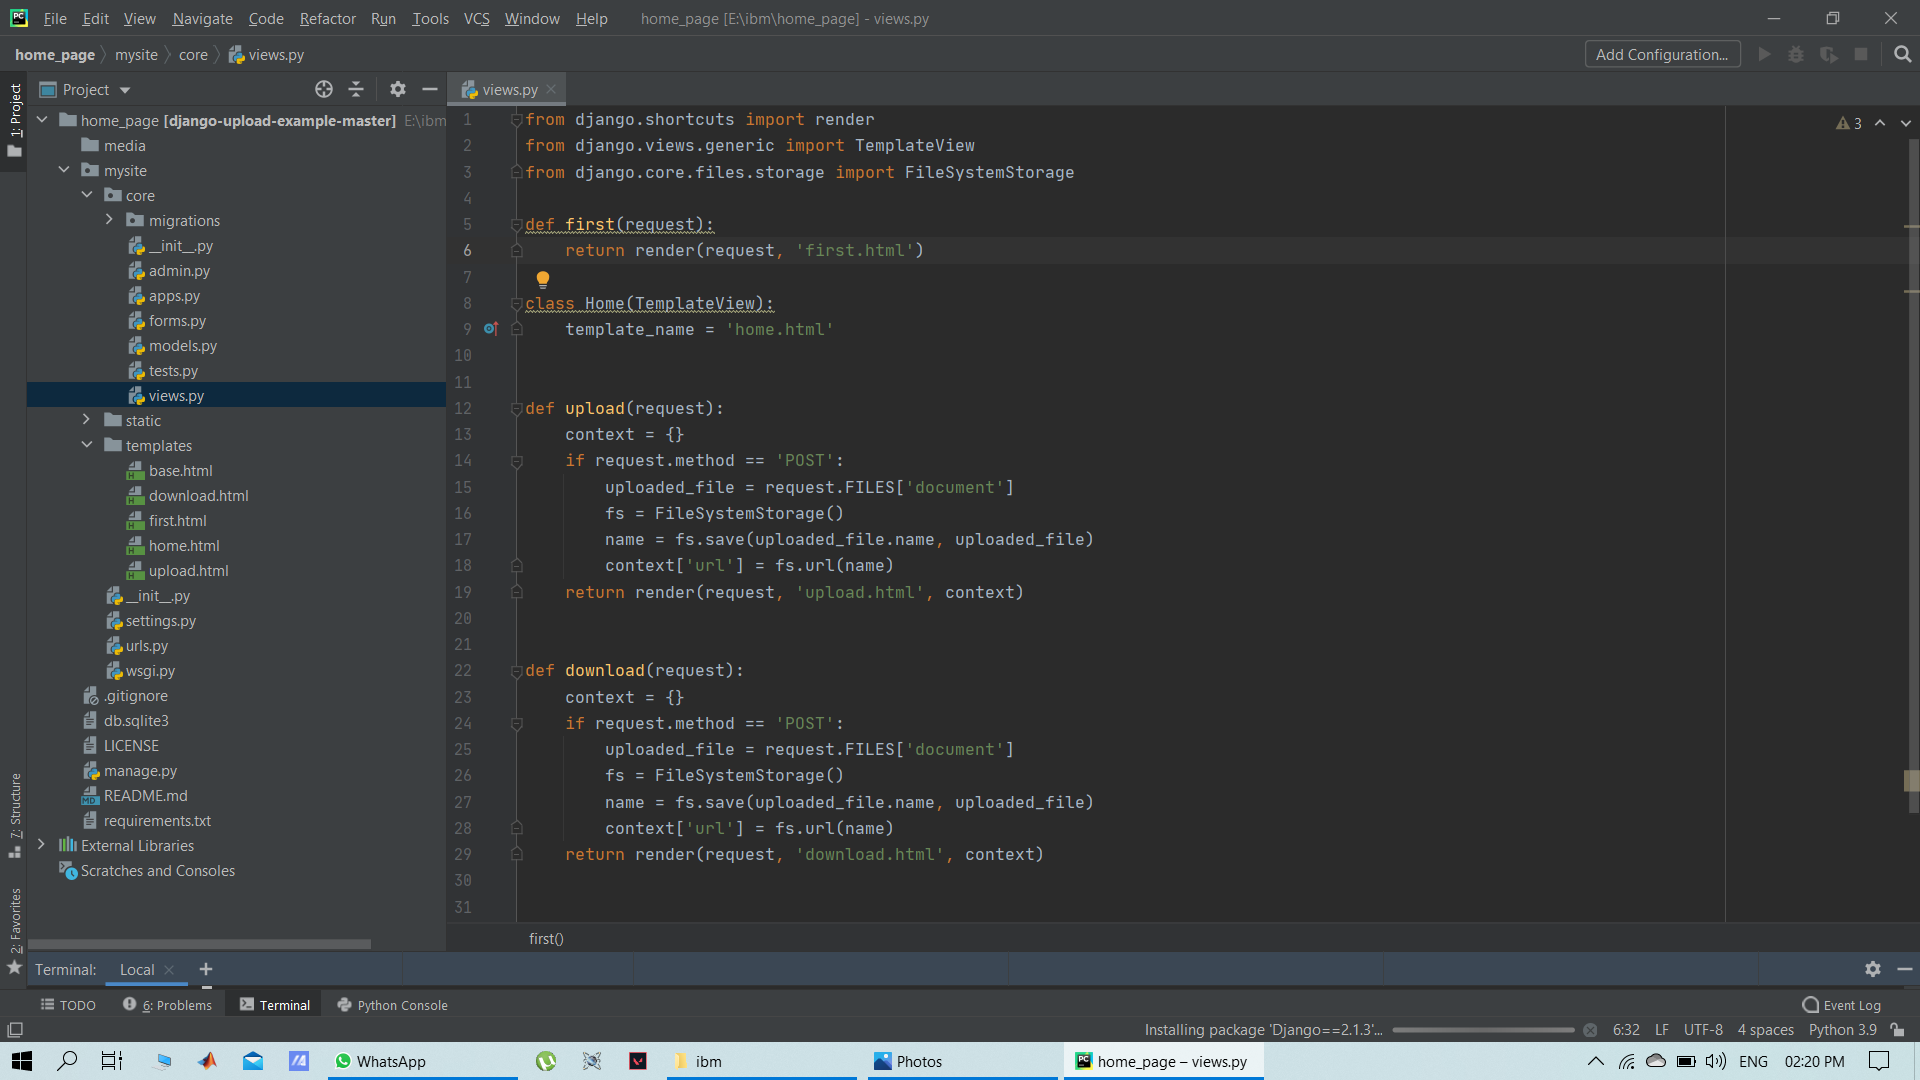 File Edit View Navigate Code Refactor Run Tools VCS Window Help home_page [E:\ibm\home_page] - views.py
home_page mysite core views.py Add Configuration...
1: Project
Project
views.py
home_page [django-upload-example-master] E:\ibm
media
mysite
core
migrations
__init__.py
admin.py
apps.py
forms.py
models.py
tests.py
views.py
static
templates
base.html
download.html
first.html
home.html
upload.html
__init__.py
settings.py
urls.py
wsgi.py
.gitignore
db.sqlite3
LICENSE
manage.py
README.md
requirements.txt
External Libraries
Scratches and Consoles
7: Structure
2: Favorites
3
1 from django.shortcuts import render
2 from django.views.generic import TemplateView
3 from django.core.files.storage import FileSystemStorage
4
5 def first(request):
6 return render(request, 'first.html')
7
8 class Home(TemplateView):
9 template_name = 'home.html'
10
11
12 def upload(request):
13 context = {}
14 if request.method == 'POST':
15 uploaded_file = request.FILES['document']
16 fs = FileSystemStorage()
17 name = fs.save(uploaded_file.name, uploaded_file)
18 context['url'] = fs.url(name)
19 return render(request, 'upload.html', context)
20
21
22 def download(request):
23 context = {}
24 if request.method == 'POST':
25 uploaded_file = request.FILES['document']
26 fs = FileSystemStorage()
27 name = fs.save(uploaded_file.name, uploaded_file)
28 context['url'] = fs.url(name)
29 return render(request, 'download.html', context)
30
31
first()
Terminal: Local
TODO 6: Problems Terminal Python Console Event Log
Installing package 'Django==2.1.3'... 6:32 LF UTF-8 4 spaces Python 3.9
WhatsApp ibm Photos home_page – views.py ENG 02:20 PM